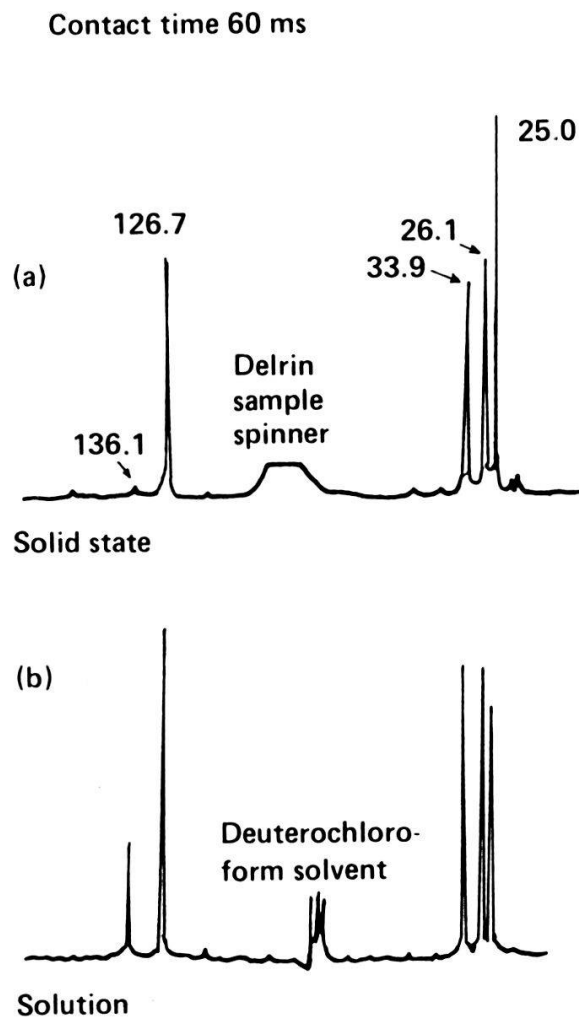 Contact time 60 ms
25.0
126.7
26.1
(a)
33.9
Delrin
sample
spinner
136.1
Solid state
(b)
Deuterochloro-
form solvent
Solution